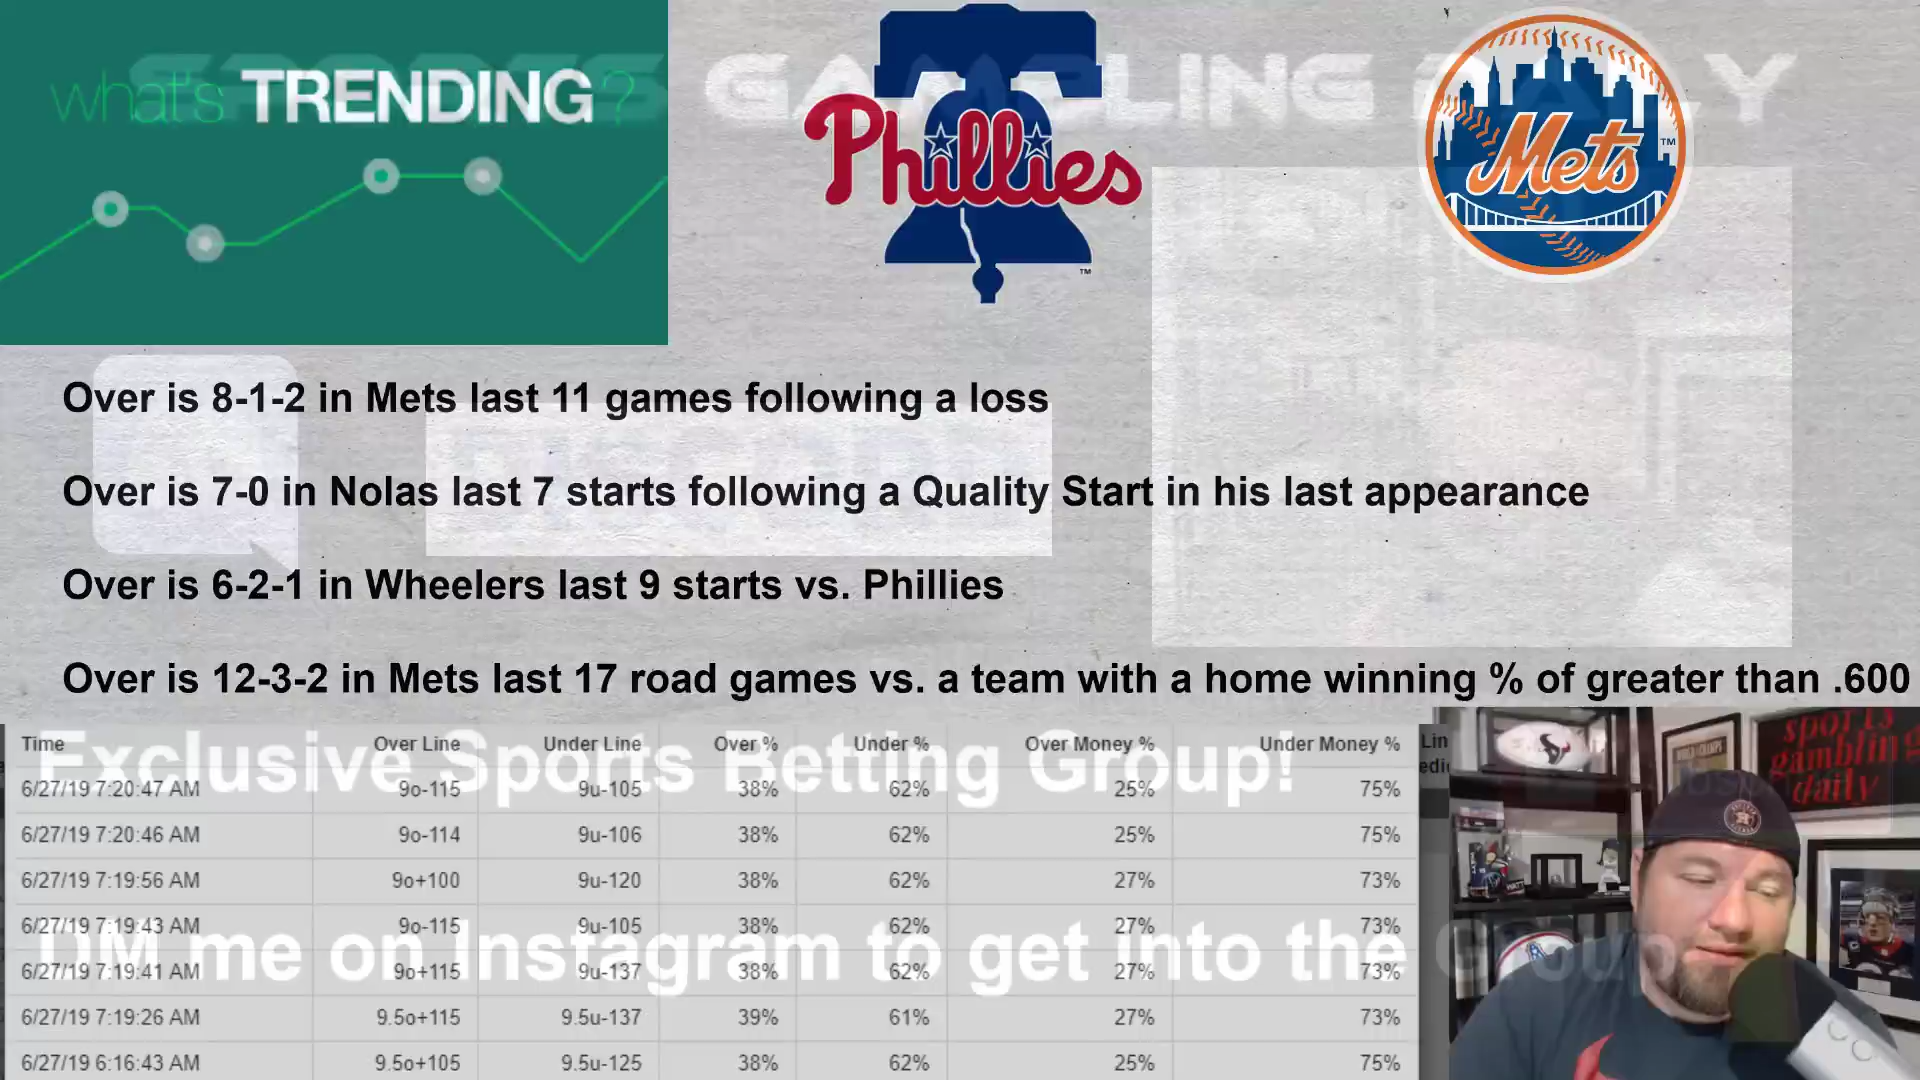 what's TRENDING?
SPORTS GAMBLING DAILY
Phillies
TM
Mets
TM
Over is 8-1-2 in Mets last 11 games following a loss
Over is 7-0 in Nolas last 7 starts following a Quality Start in his last appearance
Over is 6-2-1 in Wheelers last 9 starts vs. Phillies
Over is 12-3-2 in Mets last 17 road games vs. a team with a home winning % of greater than .600
Exclusive Sports Betting Group!
DM me on Instagram to get into the Group
Time Over Line Under Line Over % Under % Over Money % Under Money %
6/27/19 7:20:47 AM 9o-115 9u-105 38% 62% 25% 75%
6/27/19 7:20:46 AM 9o-114 9u-106 38% 62% 25% 75%
6/27/19 7:19:56 AM 9o+100 9u-120 38% 62% 27% 73%
6/27/19 7:19:43 AM 9o-115 9u-105 38% 62% 27% 73%
6/27/19 7:19:41 AM 9o+115 9u-137 38% 62% 27% 73%
6/27/19 7:19:26 AM 9.5o+115 9.5u-137 39% 61% 27% 73%
6/27/19 6:16:43 AM 9.5o+105 9.5u-125 38% 62% 25% 75%
sports
gambling
daily
WATT